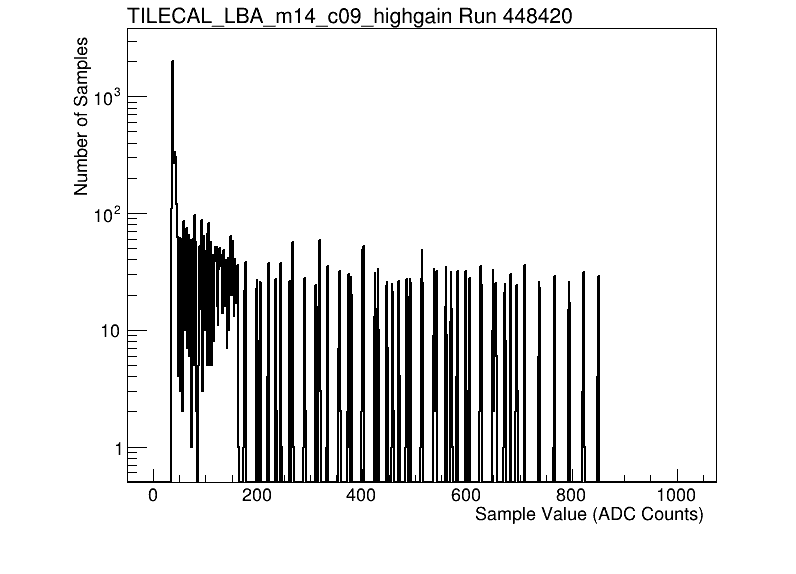 TILECAL_LBA_m14_c09_highgain Run 448420
Number of Samples
10³
10²
10
1
0 200 400 600 800 1000
Sample Value (ADC Counts)